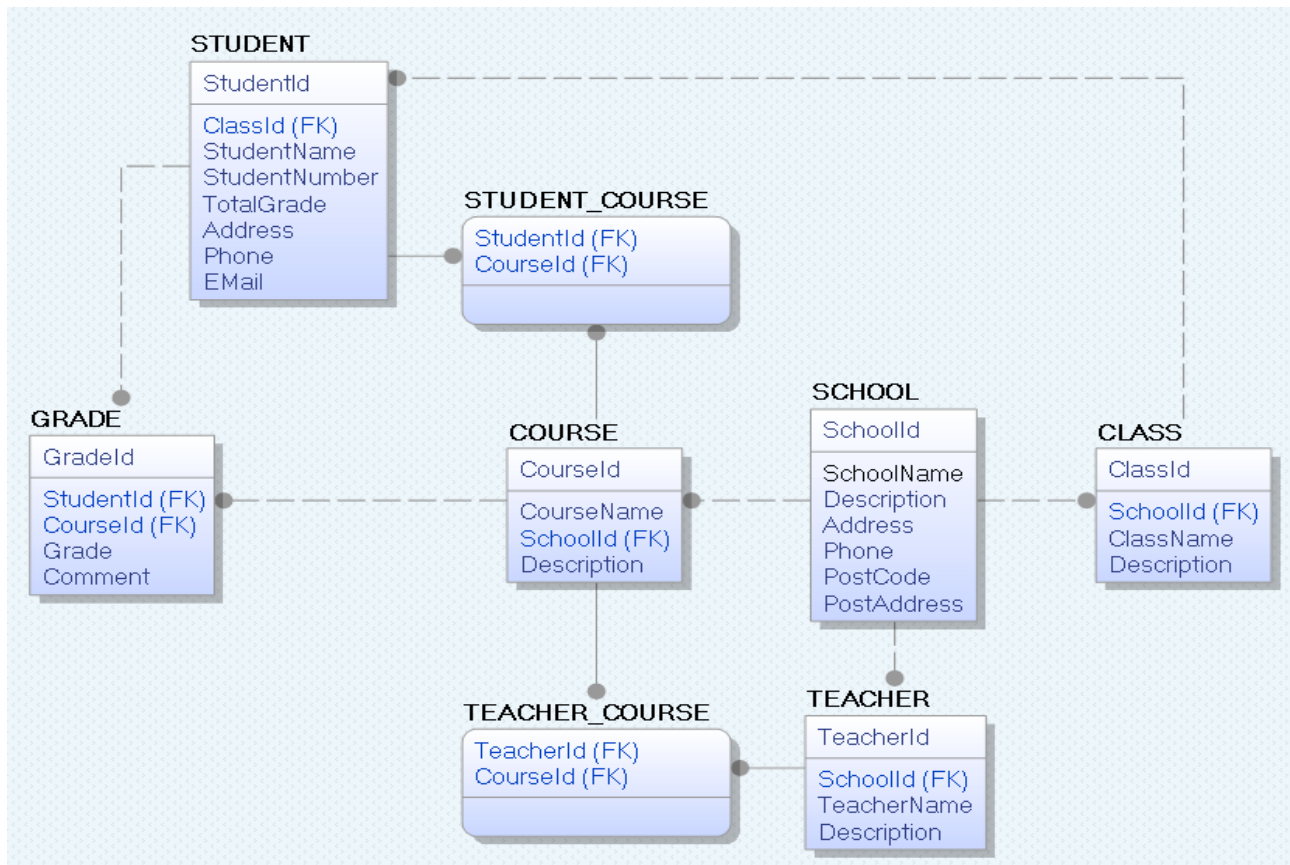 STUDENT
StudentId
ClassId (FK)
StudentName
StudentNumber
TotalGrade
Address
Phone
EMail
STUDENT_COURSE
StudentId (FK)
CourseId (FK)
GRADE
GradeId
StudentId (FK)
CourseId (FK)
Grade
Comment
COURSE
CourseId
CourseName
SchoolId (FK)
Description
SCHOOL
SchoolId
SchoolName
Description
Address
Phone
PostCode
PostAddress
CLASS
ClassId
SchoolId (FK)
ClassName
Description
TEACHER_COURSE
TeacherId (FK)
CourseId (FK)
TEACHER
TeacherId
SchoolId (FK)
TeacherName
Description